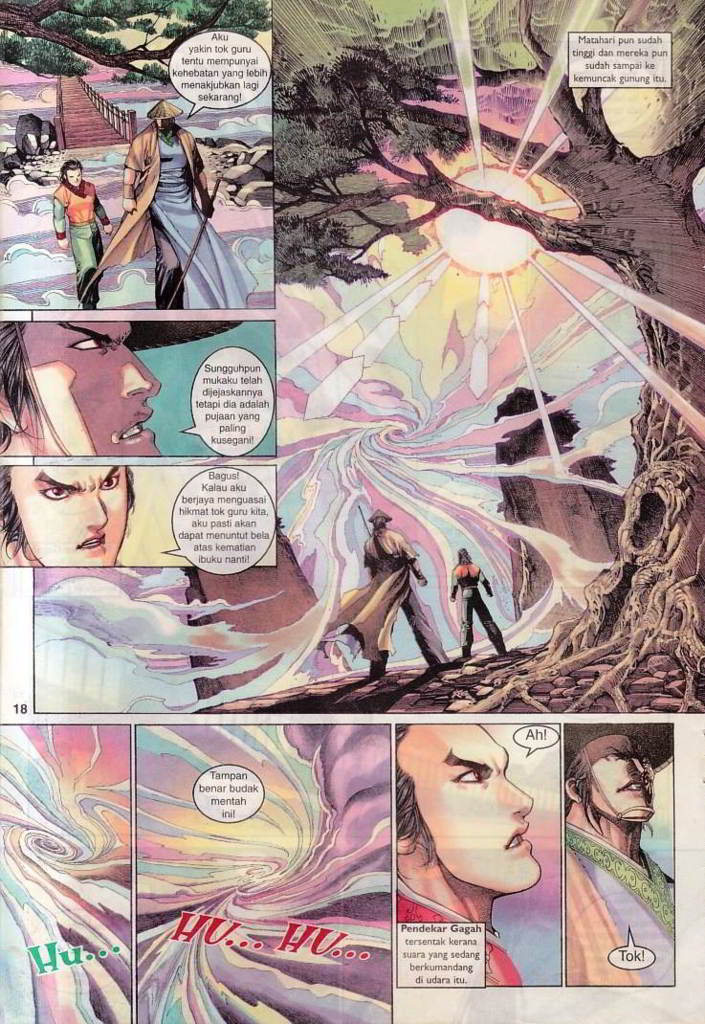 Aku
yakin tok guru
tentu mempunyai
kehebatan yang lebih
menakjubkan lagi
sekarang!
Matahari pun sudah
tinggi dan mereka pun
sudah sampai ke
kemuncak gunung itu.
Sungguhpun
mukaku telah
dijejaskannya
tetapi dia adalah
pujaan yang
paling
kusegani!
Bagus!
Kalau aku
berjaya menguasai
hikmat tok guru kita,
aku pasti akan
dapat menuntut bela
atas kematian
ibuku nanti!
18
Hu...
Tampan
benar budak
mentah
ini!
HU... HU...
Ah!
Pendekar Gagah
tersentak kerana
suara yang sedang
berkumandang
di udara itu.
Tok!